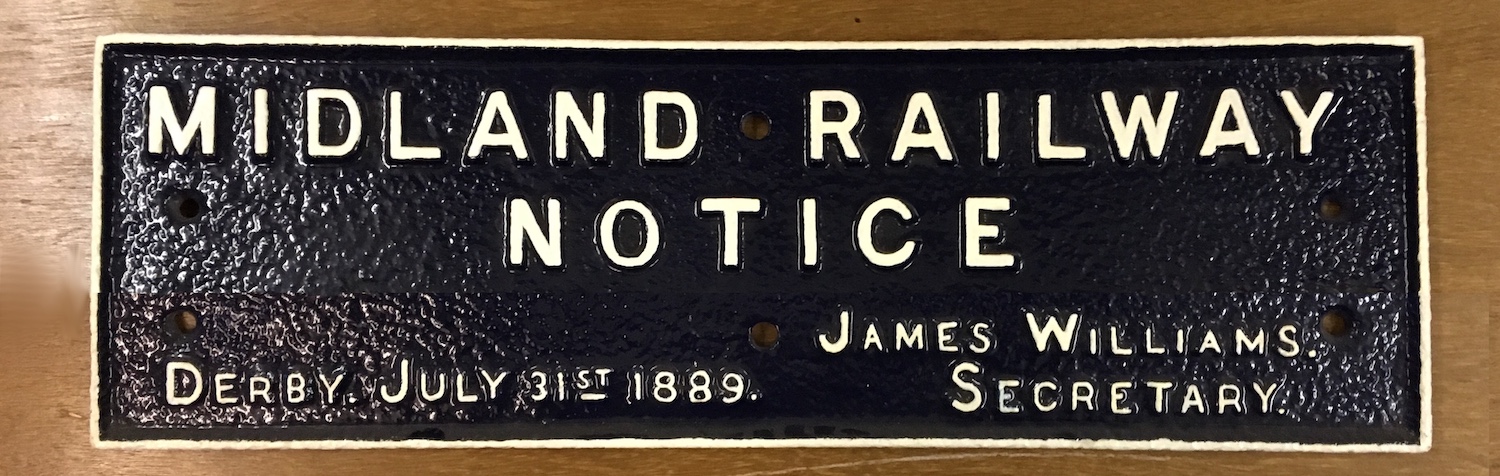 MIDLAND RAILWAY
NOTICE
JAMES WILLIAMS.
DERBY. JULY 31ST 1889.
SECRETARY.